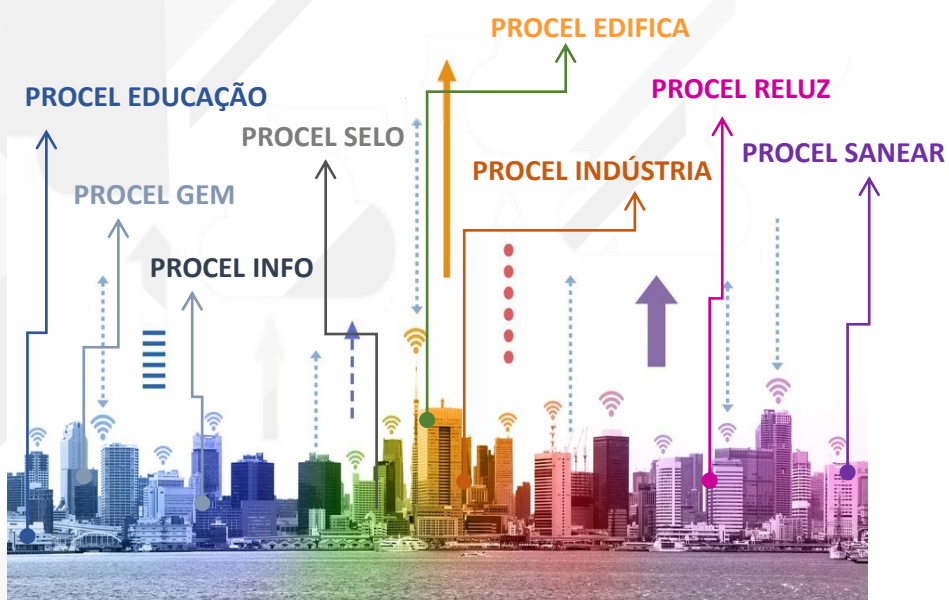 PROCEL EDIFICA
PROCEL EDUCAÇÃO
PROCEL RELUZ
PROCEL SELO
PROCEL SANEAR
PROCEL INDÚSTRIA
PROCEL GEM
PROCEL INFO